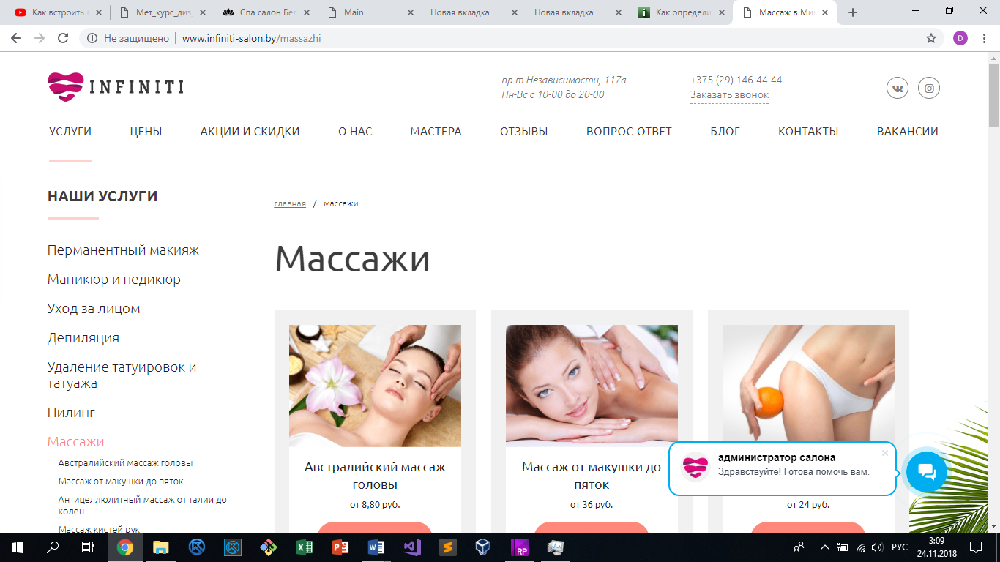 Как встроить
Мет_курс_диз
Спа салон Бел
Main
Новая вкладка
Новая вкладка
Как определи
Массаж в Ми
Не защищено
www.infiniti-salon.by/massazhi
D
INFINITI
пр-т Независимости, 117а
Пн-Вс с 10-00 до 20-00
+375 (29) 146-44-44
Заказать звонок
УСЛУГИ
ЦЕНЫ
АКЦИИ И СКИДКИ
О НАС
МАСТЕРА
ОТЗЫВЫ
ВОПРОС-ОТВЕТ
БЛОГ
КОНТАКТЫ
ВАКАНСИИ
НАШИ УСЛУГИ
Перманентный макияж
Маникюр и педикюр
Уход за лицом
Депиляция
Удаление татуировок и
татуажа
Пилинг
Массажи
Австралийский массаж головы
Массаж от макушки до пяток
Антицеллюлитный массаж от талии до
колен
Массаж кистей рук
главная / массажи
Массажи
Австралийский массаж
головы
от 8,80 руб.
Массаж от макушки до
пяток
от 36 руб.
от 24 руб.
администратор салона
Здравствуйте! Готова помочь вам.
RP
РУС
3:09
24.11.2018